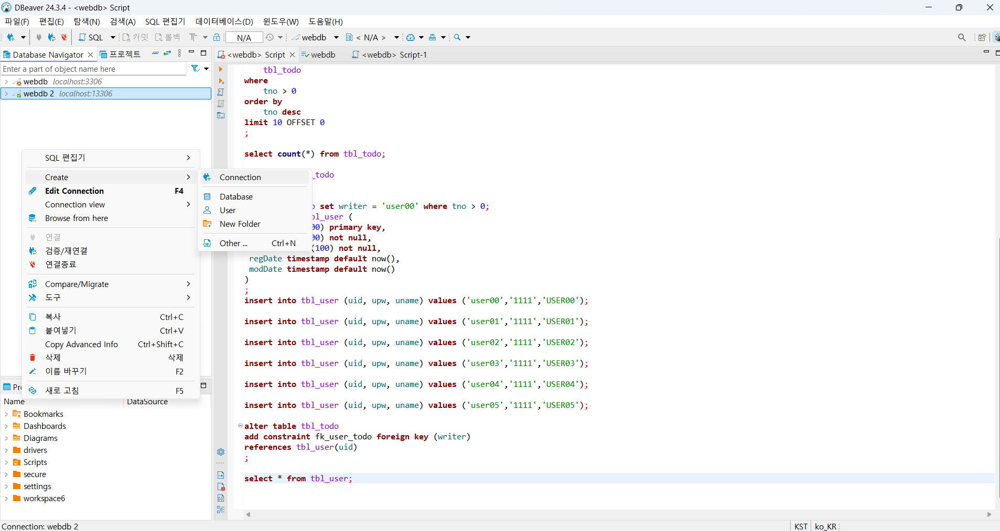 DBeaver 24.3.4 - <webdb> Script
파일(F) 편집(E) 탐색(N) 검색(A) SQL 편집기 데이터베이스(D) 윈도우(W) 도움말(H)
SQL 커밋 롤백 N/A webdb < N/A >
Database Navigator 프로젝트
Enter a part of object name here
webdb localhost:3306
webdb 2 localhost:13306
SQL 편집기
Create
Edit Connection F4
Connection view
Browse from here
연결
검증/재연결
연결종료
Compare/Migrate
도구
복사 Ctrl+C
붙여넣기 Ctrl+V
Copy Advanced Info Ctrl+Shift+C
삭제 삭제
이름 바꾸기 F2
새로 고침 F5
Connection
Database
User
New Folder
Other ... Ctrl+N
Name DataSource
Bookmarks
Dashboards
Diagrams
drivers
Scripts
secure
settings
workspace6
<webdb> Script webdb <webdb> Script-1
tbl_todo
where
tno > 0
order by
tno desc
limit 10 OFFSET 0
;
select count(*) from tbl_todo;
_todo
set writer = 'user00' where tno > 0;
bl_user (
00) primary key,
00) not null,
(100) not null,
regDate timestamp default now(),
modDate timestamp default now()
)
;
insert into tbl_user (uid, upw, uname) values ('user00','1111','USER00');
insert into tbl_user (uid, upw, uname) values ('user01','1111','USER01');
insert into tbl_user (uid, upw, uname) values ('user02','1111','USER02');
insert into tbl_user (uid, upw, uname) values ('user03','1111','USER03');
insert into tbl_user (uid, upw, uname) values ('user04','1111','USER04');
insert into tbl_user (uid, upw, uname) values ('user05','1111','USER05');
alter table tbl_todo
add constraint fk_user_todo foreign key (writer)
references tbl_user(uid)
;
select * from tbl_user;
Connection: webdb 2
KST ko_KR